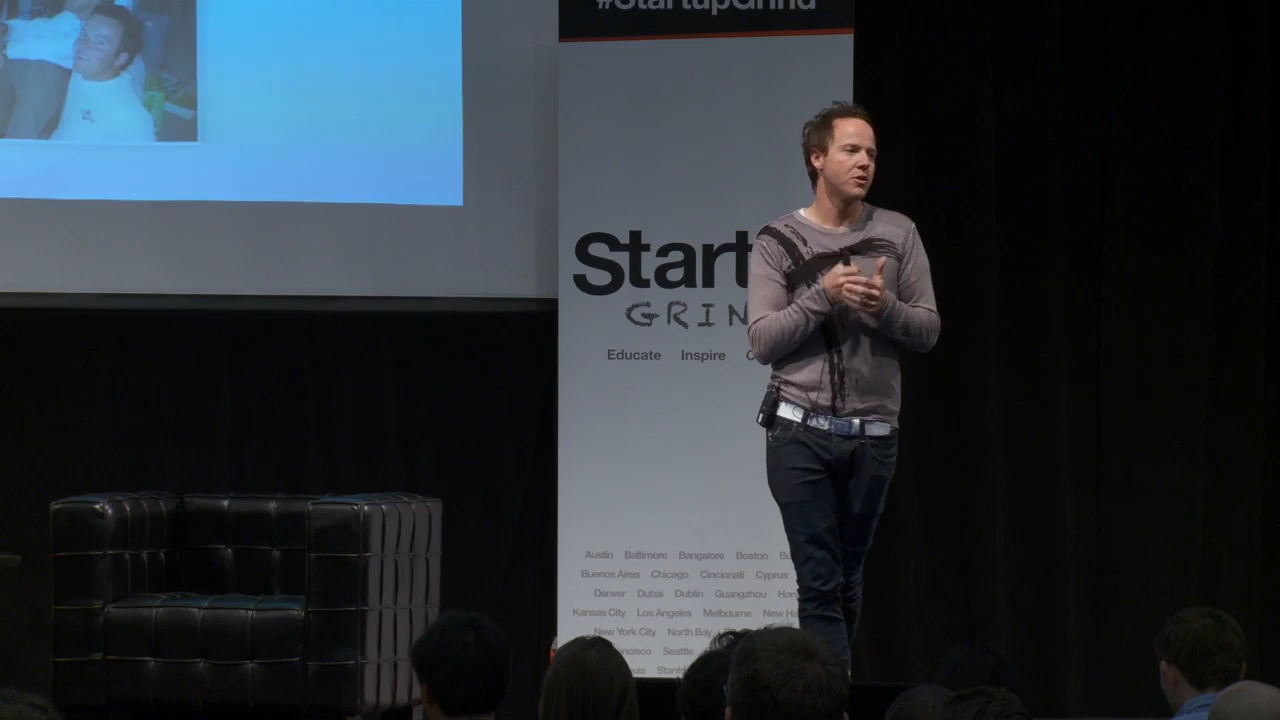 #StartupGrind
Start
GRIN
Educate Inspire
Austin Baltimore Bangalore Boston
Buenos Aires Chicago Cincinnati Cyprus
Denver Dubai Dublin Guangzhou
Kansas City Los Angeles Melbourne New
New York City North Bay
Seattle